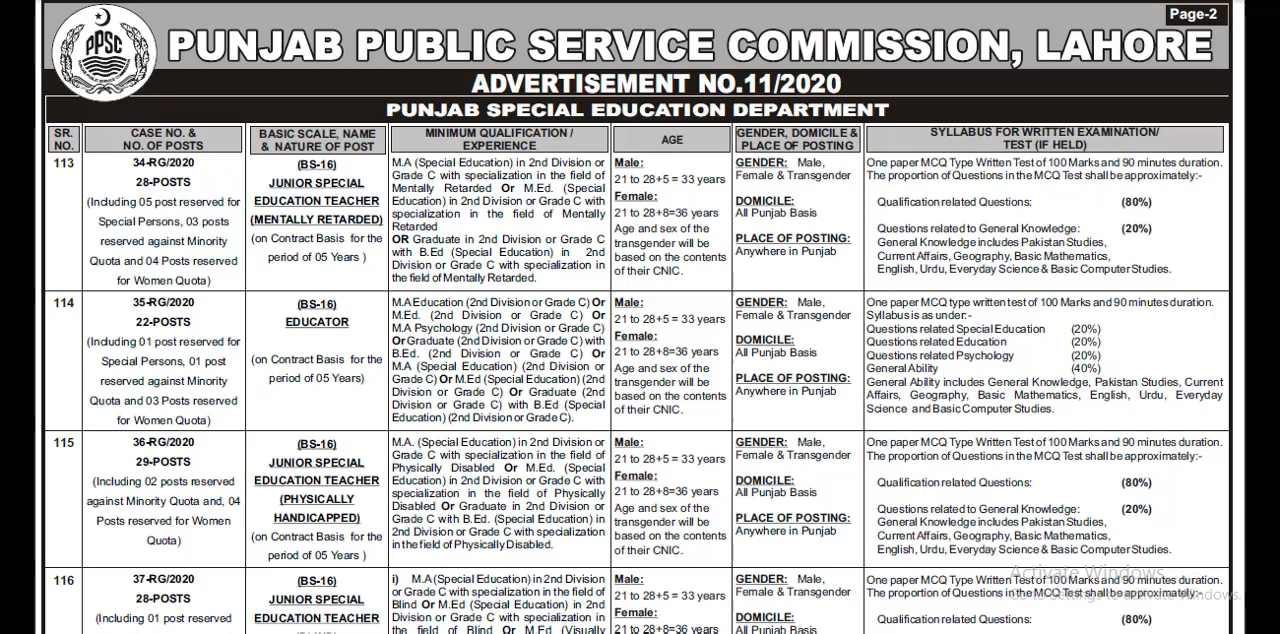 Page-2
PPSC
PUNJAB PUBLIC SERVICE COMMISSION, LAHORE
ADVERTISEMENT NO.11/2020
PUNJAB SPECIAL EDUCATION DEPARTMENT
SR.
NO.
CASE NO. &
NO. OF POSTS
BASIC SCALE, NAME
& NATURE OF POST
MINIMUM QUALIFICATION /
EXPERIENCE
AGE
GENDER, DOMICILE &
PLACE OF POSTING
SYLLABUS FOR WRITTEN EXAMINATION/
TEST (IF HELD)
113
34-RG/2020
28-POSTS
(Including 05 post reserved for
Special Persons, 03 posts
reserved against Minority
Quota and 04 Posts reserved
for Women Quota)
(BS-16)
JUNIOR SPECIAL
EDUCATION TEACHER
(MENTALLY RETARDED)
(on Contract Basis for the
period of 05 Years )
M.A (Special Education) in 2nd Division or
Grade C with specialization in the field of
Mentally Retarded Or M.Ed. (Special
Education) in 2nd Division or Grade C with
specialization in the field of Mentally
Retarded
OR Graduate in 2nd Division or Grade C
with B.Ed (Special Education) in 2nd
Division or Grade C with specialization in
the field of Mentally Retarded.
Male:
21 to 28+5 = 33 years
Female:
21 to 28+8=36 years
Age and sex of the
transgender will be
based on the contents
of their CNIC.
GENDER: Male,
Female & Transgender
DOMICILE:
All Punjab Basis
PLACE OF POSTING:
Anywhere in Punjab
One paper MCQ Type Written Test of 100 Marks and 90 minutes duration.
The proportion of Questions in the MCQ Test shall be approximately:-
Qualification related Questions: (80%)
Questions related to General Knowledge: (20%)
General Knowledge includes Pakistan Studies,
Current Affairs, Geography, Basic Mathematics,
English, Urdu, Everyday Science & Basic Computer Studies.
114
35-RG/2020
22-POSTS
(Including 01 post reserved for
Special Persons, 01 post
reserved against Minority
Quota and 03 Posts reserved
for Women Quota)
(BS-16)
EDUCATOR
(on Contract Basis for the
period of 05 Years)
M.A Education (2nd Division or Grade C) Or
M.Ed. (2nd Division or Grade C) Or
M.A Psychology (2nd Division or Grade C)
Or Graduate (2nd Division or Grade C) with
B.Ed. (2nd Division or Grade C) Or
M.A (Special Education) (2nd Division or
Grade C) Or M.Ed (Special Education) (2nd
Division or Grade C) Or Graduate (2nd
Division or Grade C) with B.Ed (Special
Education) (2nd Division or Grade C).
Male:
21 to 28+5 = 33 years
Female:
21 to 28+8=36 years
Age and sex of the
transgender will be
based on the contents
of their CNIC.
GENDER: Male,
Female & Transgender
DOMICILE:
All Punjab Basis
PLACE OF POSTING:
Anywhere in Punjab
One paper MCQ type written test of 100 Marks and 90 minutes duration.
Syllabus is as under:-
Questions related Special Education (20%)
Questions related Education (20%)
Questions related Psychology (20%)
General Ability (40%)
General Ability includes General Knowledge, Pakistan Studies, Current
Affairs, Geography, Basic Mathematics, English, Urdu, Everyday
Science and Basic Computer Studies.
115
36-RG/2020
29-POSTS
(Including 02 posts reserved
against Minority Quota and, 04
Posts reserved for Women
Quota)
(BS-16)
JUNIOR SPECIAL
EDUCATION TEACHER
(PHYSICALLY
HANDICAPPED)
(on Contract Basis for the
period of 05 Years )
M.A. (Special Education) in 2nd Division or
Grade C with specialization in the field of
Physically Disabled Or M.Ed. (Special
Education) in 2nd Division or Grade C with
specialization in the field of Physically
Disabled Or Graduate in 2nd Division or
Grade C with B.Ed. (Special Education) in
2nd Division or Grade C with specialization
in the field of Physically Disabled.
Male:
21 to 28+5 = 33 years
Female:
21 to 28+8=36 years
Age and sex of the
transgender will be
based on the contents
of their CNIC.
GENDER: Male,
Female & Transgender
DOMICILE:
All Punjab Basis
PLACE OF POSTING:
Anywhere in Punjab
One paper MCQ Type Written Test of 100 Marks and 90 minutes duration.
The proportion of Questions in the MCQ Test shall be approximately:-
Qualification related Questions: (80%)
Questions related to General Knowledge: (20%)
General Knowledge includes Pakistan Studies,
Current Affairs, Geography, Basic Mathematics,
English, Urdu, Everyday Science & Basic Computer Studies.
116
37-RG/2020
28-POSTS
(Including 01 post reserved
(BS-16)
JUNIOR SPECIAL
EDUCATION TEACHER
i) M.A (Special Education) in 2nd Division
or Grade C with specialization in the field of
Blind Or M.Ed (Special Education) in 2nd
Division or Grade C with specialization in
the field of Blind Or M.Ed (Visually
Male:
21 to 28+5 = 33 years
Female:
21 to 28+8=36 years
GENDER: Male,
Female & Transgender
DOMICILE:
All Punjab Basis
One paper MCQ Type Written Test of 100 Marks and 90 minutes duration.
The proportion of Questions in the MCQ Test shall be approximately:-
Qualification related Questions: (80%)
Activate Windows
Go to Settings to activate Windows.